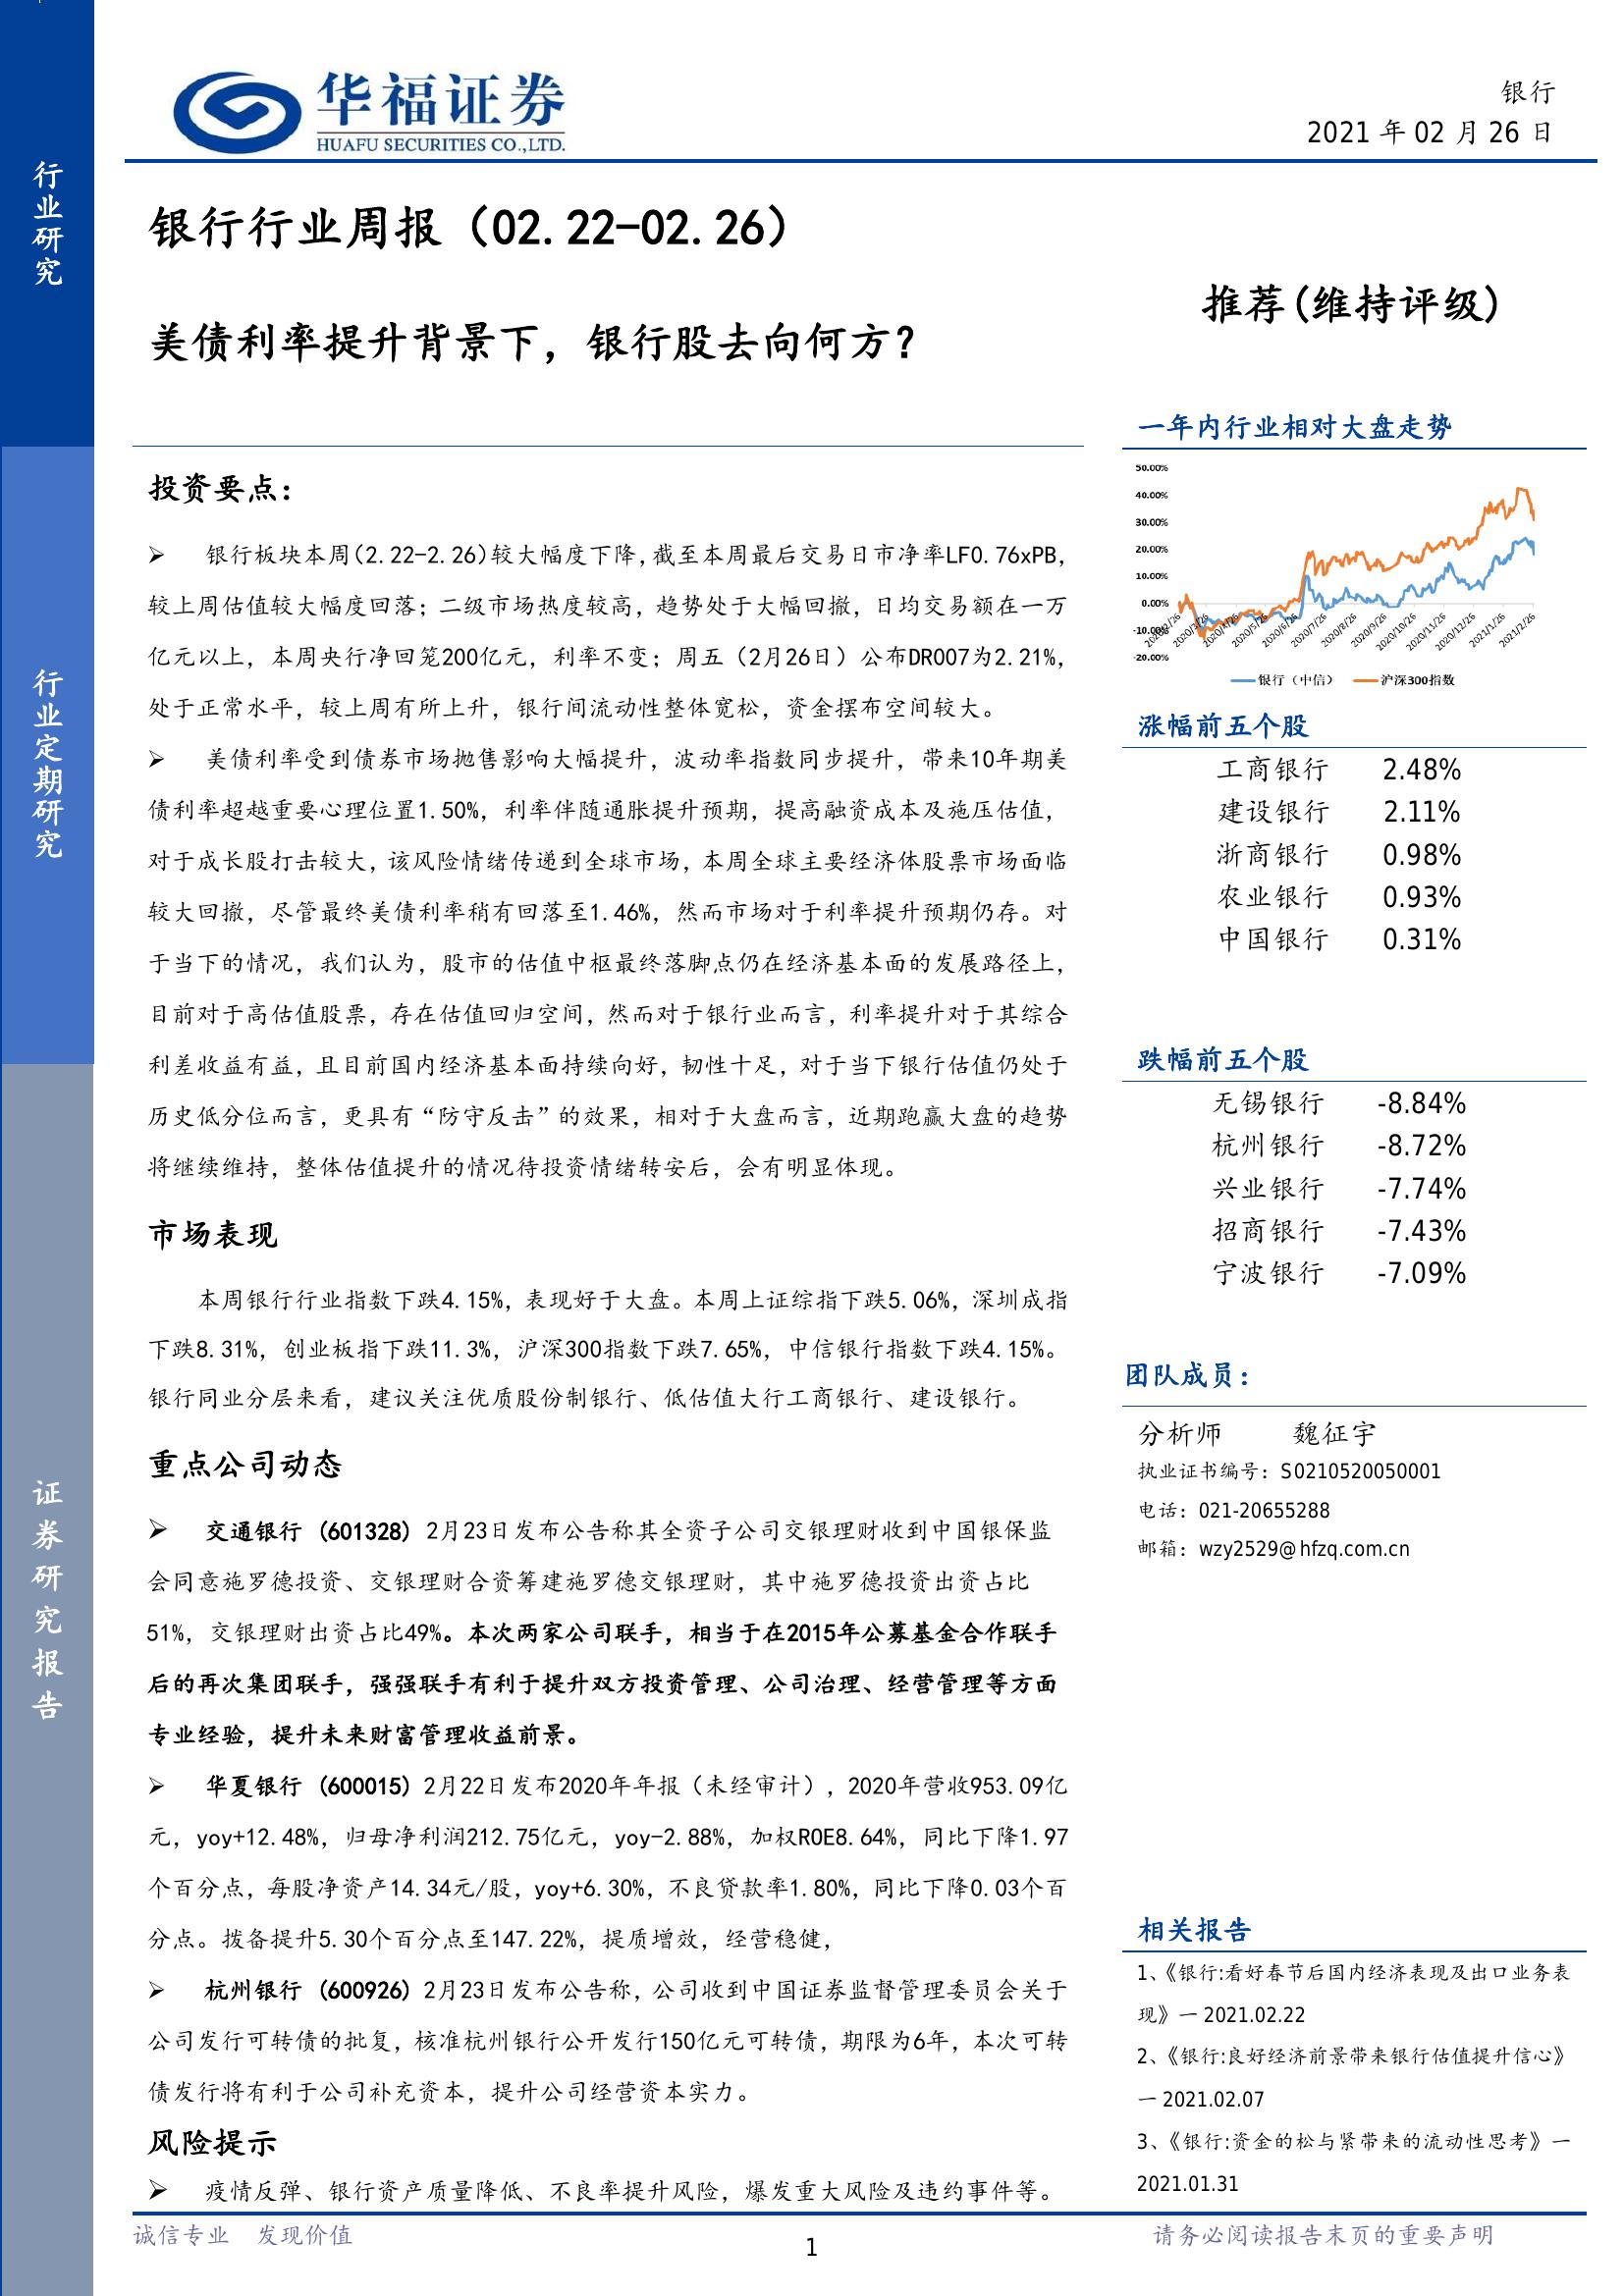 行业研究
行业定期研究
证券研究报告
华福证券
HUAFU SECURITIES CO.,LTD.
银行
2021 年 02 月 26 日
银行行业周报（02.22-02.26）
美债利率提升背景下，银行股去向何方？
推荐(维持评级)
投资要点：
➢ 银行板块本周(2.22-2.26)较大幅度下降，截至本周最后交易日市净率LF0.76xPB，
较上周估值较大幅度回落；二级市场热度较高，趋势处于大幅回撤，日均交易额在一万
亿元以上，本周央行净回笼200亿元，利率不变；周五（2月26日）公布DR007为2.21%，
处于正常水平，较上周有所上升，银行间流动性整体宽松，资金摆布空间较大。
➢ 美债利率受到债券市场抛售影响大幅提升，波动率指数同步提升，带来10年期美
债利率超越重要心理位置1.50%，利率伴随通胀提升预期，提高融资成本及施压估值，
对于成长股打击较大，该风险情绪传递到全球市场，本周全球主要经济体股票市场面临
较大回撤，尽管最终美债利率稍有回落至1.46%，然而市场对于利率提升预期仍存。对
于当下的情况，我们认为，股市的估值中枢最终落脚点仍在经济基本面的发展路径上，
目前对于高估值股票，存在估值回归空间，然而对于银行业而言，利率提升对于其综合
利差收益有益，且目前国内经济基本面持续向好，韧性十足，对于当下银行估值仍处于
历史低分位而言，更具有“防守反击”的效果，相对于大盘而言，近期跑赢大盘的趋势
将继续维持，整体估值提升的情况待投资情绪转安后，会有明显体现。
市场表现
本周银行行业指数下跌4.15%，表现好于大盘。本周上证综指下跌5.06%，深圳成指
下跌8.31%，创业板指下跌11.3%，沪深300指数下跌7.65%，中信银行指数下跌4.15%。
银行同业分层来看，建议关注优质股份制银行、低估值大行工商银行、建设银行。
重点公司动态
➢ 交通银行 (601328) 2月23日发布公告称其全资子公司交银理财收到中国银保监
会同意施罗德投资、交银理财合资筹建施罗德交银理财，其中施罗德投资出资占比
51%，交银理财出资占比49%。本次两家公司联手，相当于在2015年公募基金合作联手
后的再次集团联手，强强联手有利于提升双方投资管理、公司治理、经营管理等方面
专业经验，提升未来财富管理收益前景。
➢ 华夏银行 (600015) 2月22日发布2020年年报（未经审计），2020年营收953.09亿
元，yoy+12.48%，归母净利润212.75亿元，yoy-2.88%，加权ROE8.64%，同比下降1.97
个百分点，每股净资产14.34元/股，yoy+6.30%，不良贷款率1.80%，同比下降0.03个百
分点。拨备提升5.30个百分点至147.22%，提质增效，经营稳健，
➢ 杭州银行 (600926) 2月23日发布公告称，公司收到中国证券监督管理委员会关于
公司发行可转债的批复，核准杭州银行公开发行150亿元可转债，期限为6年，本次可转
债发行将有利于公司补充资本，提升公司经营资本实力。
风险提示
➢ 疫情反弹、银行资产质量降低、不良率提升风险，爆发重大风险及违约事件等。
一年内行业相对大盘走势
50.00%
40.00%
30.00%
20.00%
10.00%
0.00%
-10.00%
-20.00%
2020/2/26
2020/3/26
2020/4/26
2020/5/26
2020/6/26
2020/7/26
2020/8/26
2020/9/26
2020/10/26
2020/11/26
2020/12/26
2021/1/26
2021/2/26
银行（中信） 沪深300指数
涨幅前五个股
工商银行 2.48%
建设银行 2.11%
浙商银行 0.98%
农业银行 0.93%
中国银行 0.31%
跌幅前五个股
无锡银行 -8.84%
杭州银行 -8.72%
兴业银行 -7.74%
招商银行 -7.43%
宁波银行 -7.09%
团队成员：
分析师 魏征宇
执业证书编号：S0210520050001
电话：021-20655288
邮箱：wzy2529@hfzq.com.cn
相关报告
1、《银行:看好春节后国内经济表现及出口业务表
现》一 2021.02.22
2、《银行:良好经济前景带来银行估值提升信心》
一 2021.02.07
3、《银行:资金的松与紧带来的流动性思考》一
2021.01.31
诚信专业 发现价值
1
请务必阅读报告末页的重要声明